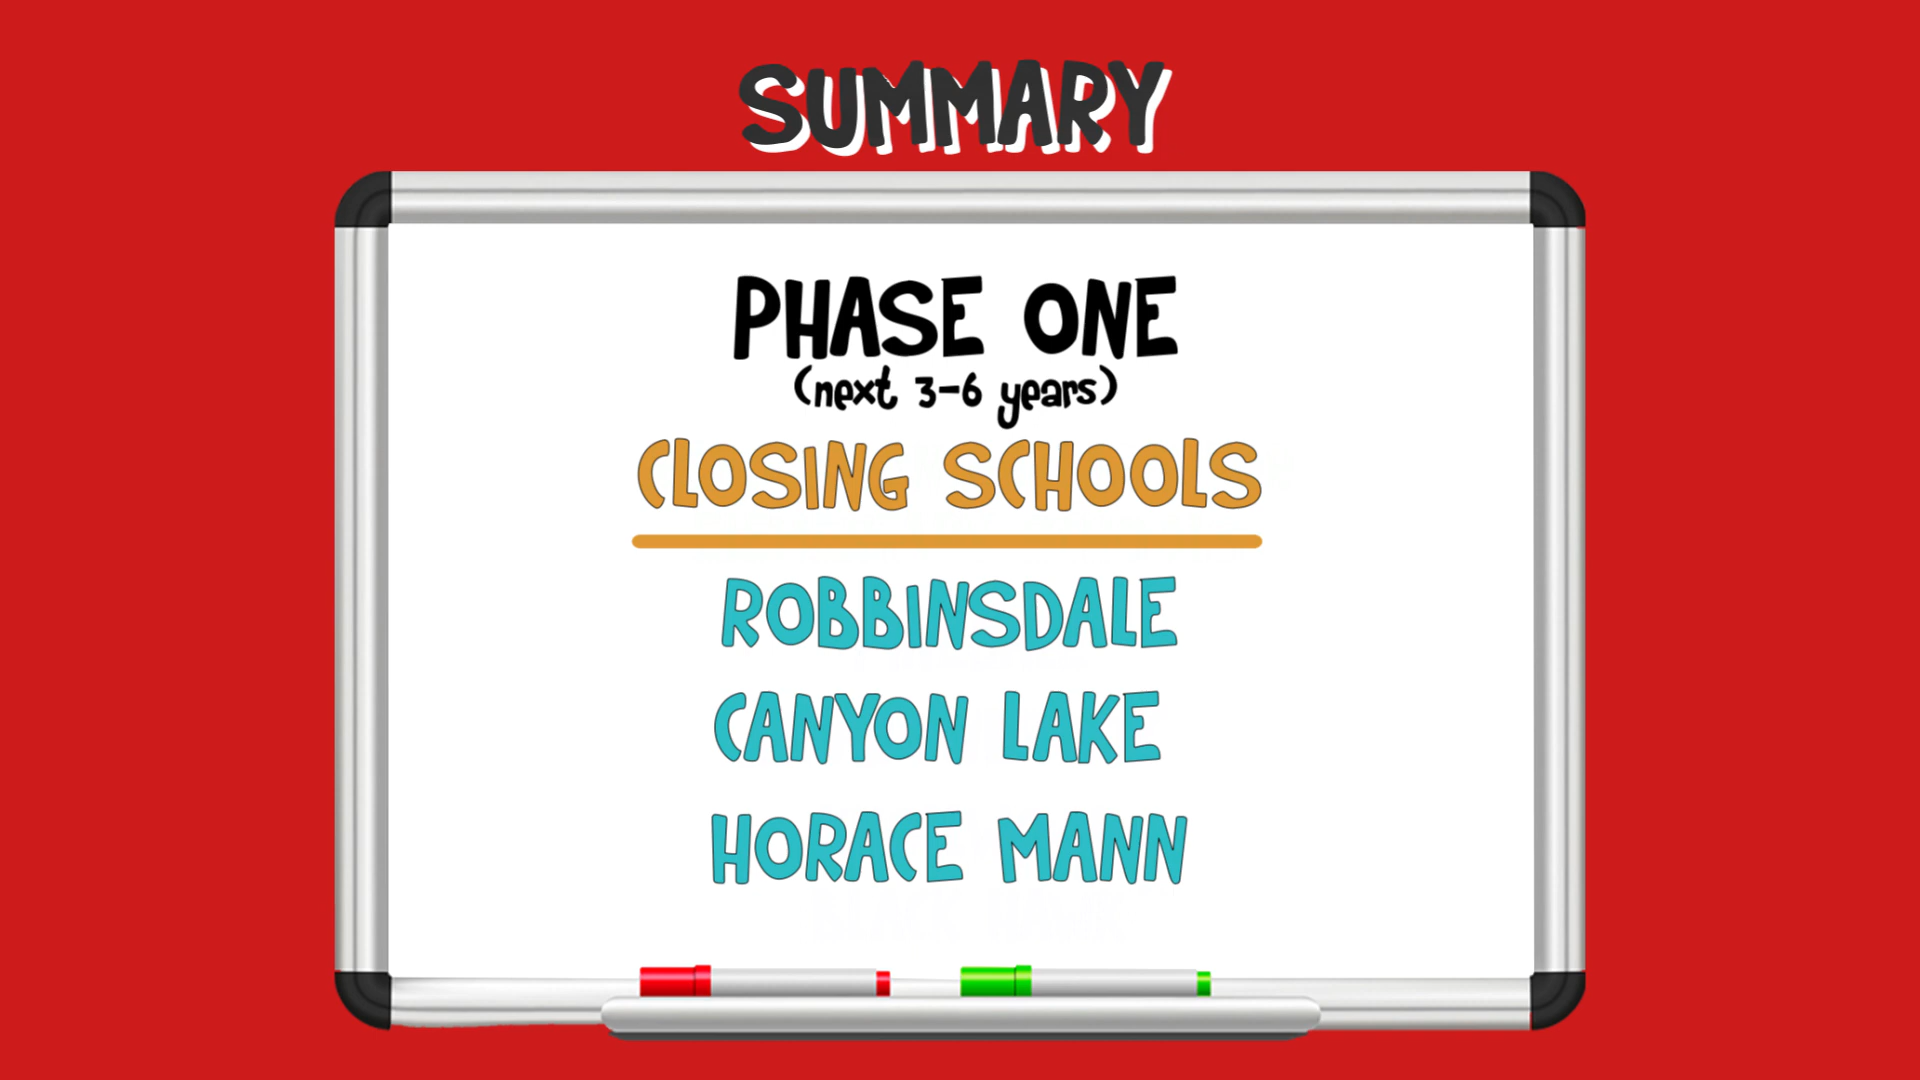 SUMMARY
PHASE ONE
(next 3-6 years)
CLOSING SCHOOLS
ROBBINSDALE
CANYON LAKE
HORACE MANN